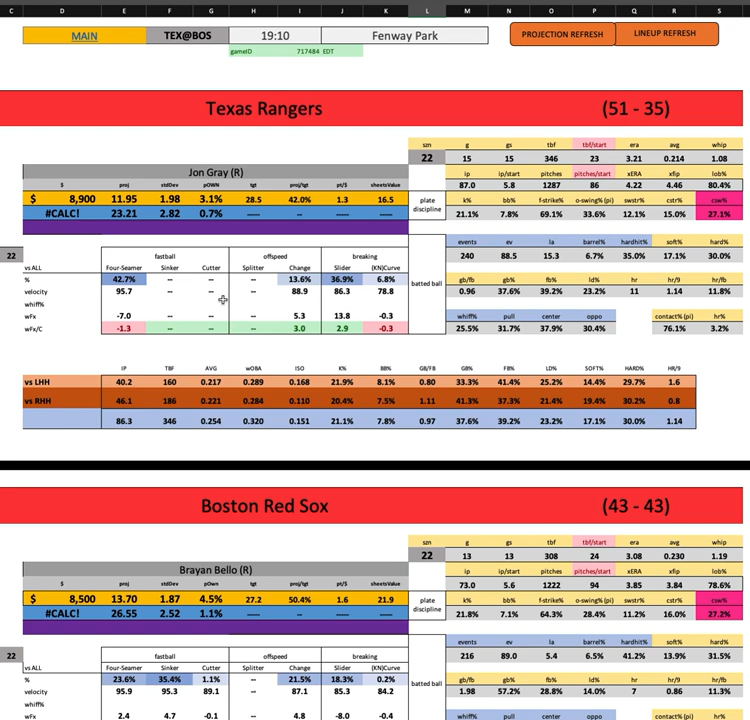 C D E F G H I J K L M N O P Q R S
MAIN TEX@BOS 19:10 Fenway Park PROJECTION REFRESH LINEUP REFRESH
gameID 717484 EDT
Texas Rangers (51 - 35)
szn g gs tbf tbf/start era avg whip
22 15 15 346 23 3.21 0.214 1.08
Jon Gray (R) ip ip/start pitches pitches/start xERA xfip lob%
$ proj stdDev pOWN tgt proj/tgt pt/$ sheetsValue 87.0 5.8 1287 86 4.22 4.46 80.4%
$ 8,900 11.95 1.98 3.1% 28.5 42.0% 1.3 16.5 plate discipline k% bb% f-strike% o-swing% (pi) swstr% cstr% csw%
#CALC! 23.21 2.82 0.7% ---- -- ---- ---- 21.1% 7.8% 69.1% 33.6% 12.1% 15.0% 27.1%
22 fastball offspeed breaking batted ball events ev la barrel% hardhit% soft% hard%
vs ALL Four-Seamer Sinker Cutter Splitter Change Slider (KN)Curve 240 88.5 15.3 6.7% 35.0% 17.1% 30.0%
% 42.7% -- -- -- 13.6% 36.9% 6.8% gb/fb gb% fb% ld% hr hr/9 hr/fb
velocity 95.7 -- -- -- 88.9 86.3 78.8 0.96 37.6% 39.2% 23.2% 11 1.14 11.8%
whiff%
wFx -7.0 -- -- -- 5.3 13.8 -0.3 whiff% pull center oppo contact% (pi) hr%
wFx/C -1.3 -- -- -- 3.0 2.9 -0.3 25.5% 31.7% 37.9% 30.4% 76.1% 3.2%
IP TBF AVG wOBA ISO K% BB% GB/FB GB% FB% LD% SOFT% HARD% HR/9
vs LHH 40.2 160 0.217 0.289 0.168 21.9% 8.1% 0.80 33.3% 41.4% 25.2% 14.4% 29.7% 1.6
vs RHH 46.1 186 0.221 0.284 0.110 20.4% 7.5% 1.11 41.3% 37.3% 21.4% 19.4% 30.2% 0.8
86.3 346 0.254 0.320 0.151 21.1% 7.8% 0.97 37.6% 39.2% 23.2% 17.1% 30.0% 1.14
Boston Red Sox (43 - 43)
szn g gs tbf tbf/start era avg whip
22 13 13 308 24 3.08 0.230 1.19
Brayan Bello (R) ip ip/start pitches pitches/start xERA xfip lob%
$ proj stdDev pOwn tgt proj/tgt pt/$ sheetsValue 73.0 5.6 1222 94 3.85 3.84 78.6%
$ 8,500 13.70 1.87 4.5% 27.2 50.4% 1.6 21.9 plate discipline k% bb% f-strike% o-swing% (pi) swstr% cstr% csw%
#CALC! 26.55 2.52 1.1% ---- -- ---- ---- 21.8% 7.1% 64.3% 28.4% 11.2% 16.0% 27.2%
22 fastball offspeed breaking batted ball events ev la barrel% hardhit% soft% hard%
vs ALL Four-Seamer Sinker Cutter Splitter Change Slider (KN)Curve 216 89.0 5.4 6.5% 41.2% 13.9% 31.5%
% 23.6% 35.4% 1.1% -- 21.5% 18.3% 0.2% gb/fb gb% fb% ld% hr hr/9 hr/fb
velocity 95.9 95.3 89.1 -- 87.1 85.3 84.2 1.98 57.2% 28.8% 14.0% 7 0.86 11.3%
whiff%
wFx 2.4 4.7 -0.1 -- 4.8 -8.0 -0.4 whiff% pull center oppo contact% (pi) hr%